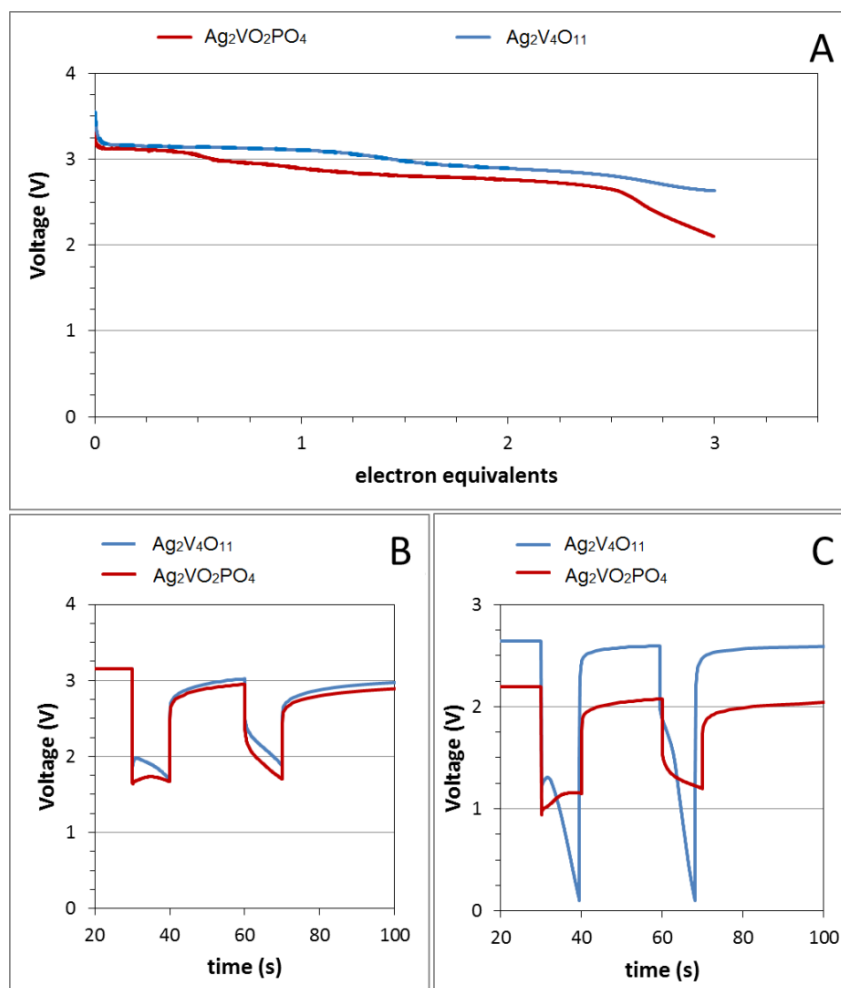 Ag₂VO₂PO₄ Ag₂V₄O₁₁ A
4
3
2
1
0
Voltage (V)
0 1 2 3
electron equivalents
Ag₂V₄O₁₁ B
Ag₂VO₂PO₄
4
3
2
1
0
Voltage (V)
20 40 60 80 100
time (s)
Ag₂V₄O₁₁ C
Ag₂VO₂PO₄
3
2
1
0
Voltage (V)
20 40 60 80 100
time (s)